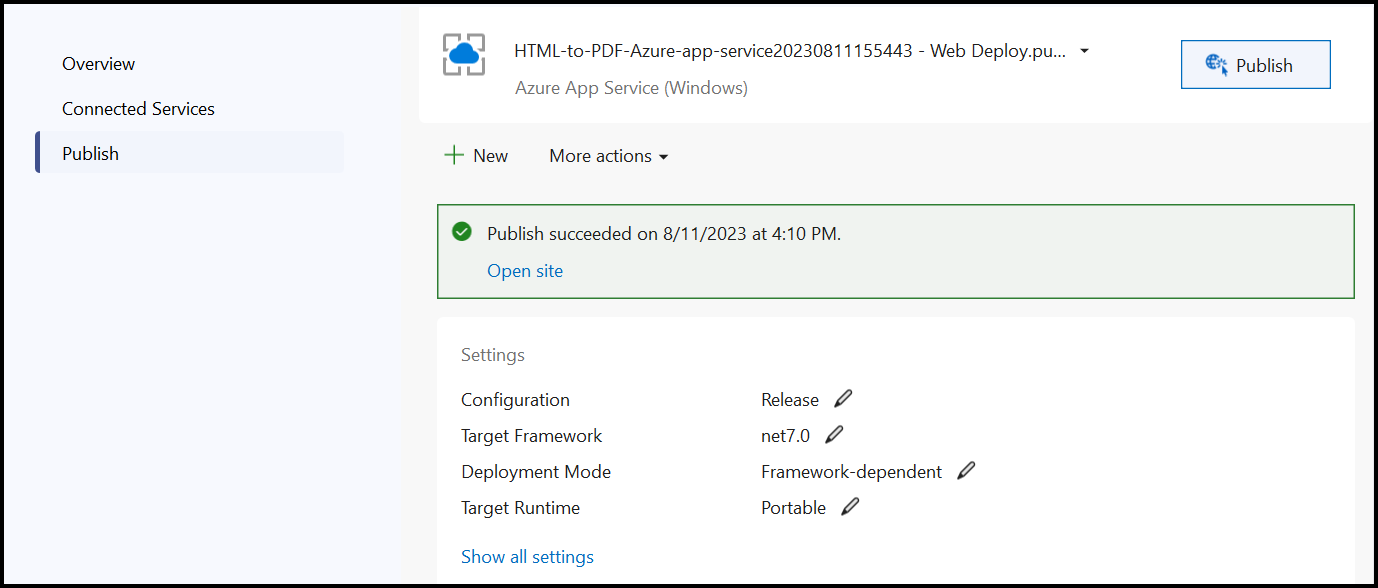 Overview
Connected Services
Publish
HTML-to-PDF-Azure-app-service20230811155443 - Web Deploy.pu...
Azure App Service (Windows)
Publish
New
More actions
Publish succeeded on 8/11/2023 at 4:10 PM.
Open site
Settings
Configuration Release
Target Framework net7.0
Deployment Mode Framework-dependent
Target Runtime Portable
Show all settings